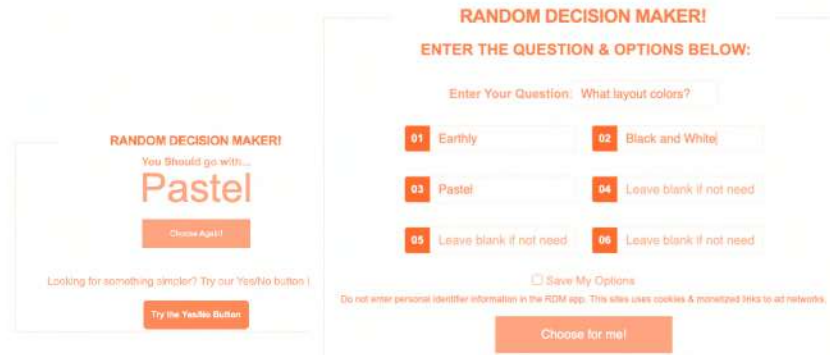 RANDOM DECISION MAKER!
You Should go with...
Pastel
Choose Again!
Looking for something simpler? Try our Yes/No button
Try the Yes/No Button
RANDOM DECISION MAKER!
ENTER THE QUESTION & OPTIONS BELOW:
Enter Your Question: What layout colors?
01 Earthly 02 Black and White
03 Pastel 04 Leave blank if not need
05 Leave blank if not need 06 Leave blank if not need
Save My Options
Do not enter personal identifier information in the RDM app. This sites uses cookies & monetized links to ad networks.
Choose for me!